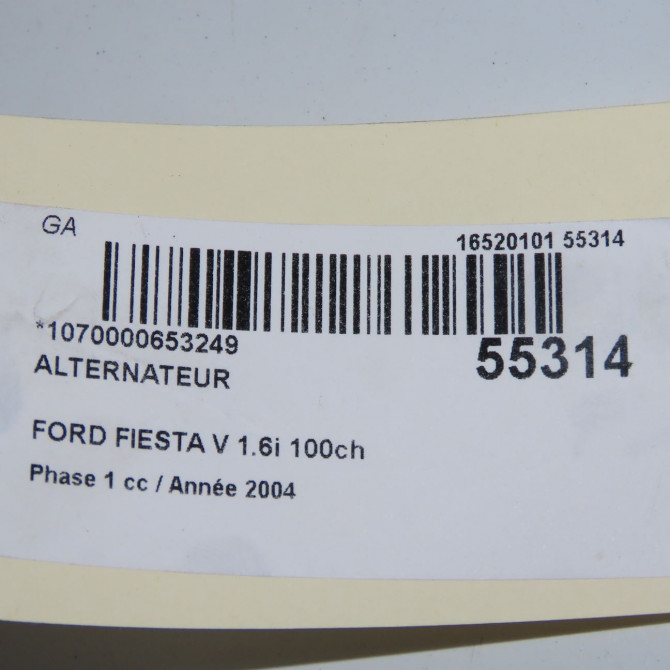 GA
16520101 55314
*1070000653249
55314
ALTERNATEUR
FORD FIESTA V 1.6i 100ch
Phase 1 cc / Année 2004